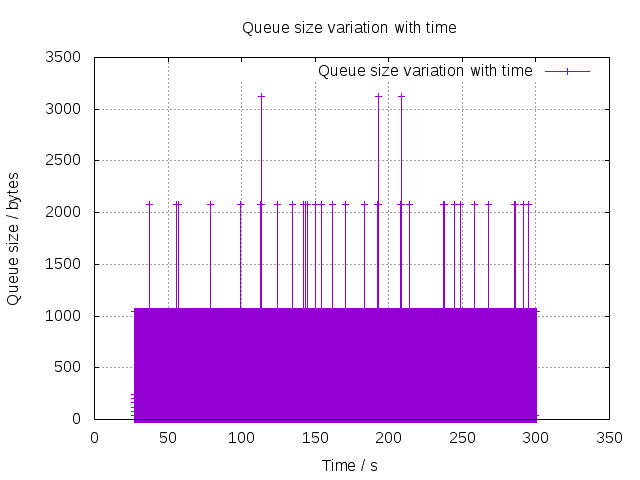 Queue size variation with time
Queue size variation with time
3500
3000
2500
2000
1500
1000
500
0
Queue size / bytes
0 50 100 150 200 250 300 350
Time / s